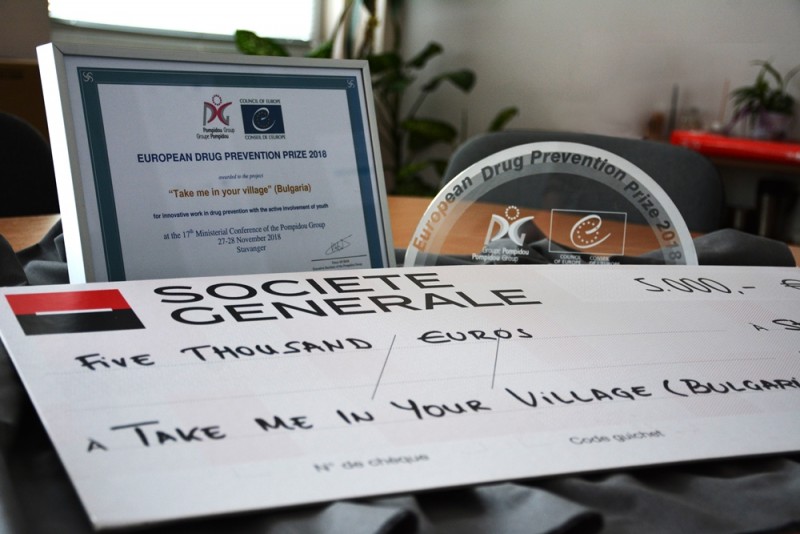 Pompidou Group
Groupe Pompidou
COUNCIL OF EUROPE
CONSEIL DE L'EUROPE
EUROPEAN DRUG PREVENTION PRIZE 2018
awarded to the project
"Take me in your village" (Bulgaria)
for innovative work in drug prevention with the active involvement of youth
at the 17th Ministerial Conference of the Pompidou Group
27-28 November 2018
Stavanger
European Drug Prevention Prize 2018
Groupe Pompidou
Pompidou Group
SOCIETE
GENERALE
5.000,- €
FIVE THOUSAND / EUROS /
À
À TAKE ME IN YOUR VILLAGE (BULGARI
N° de chèque
Code guichet